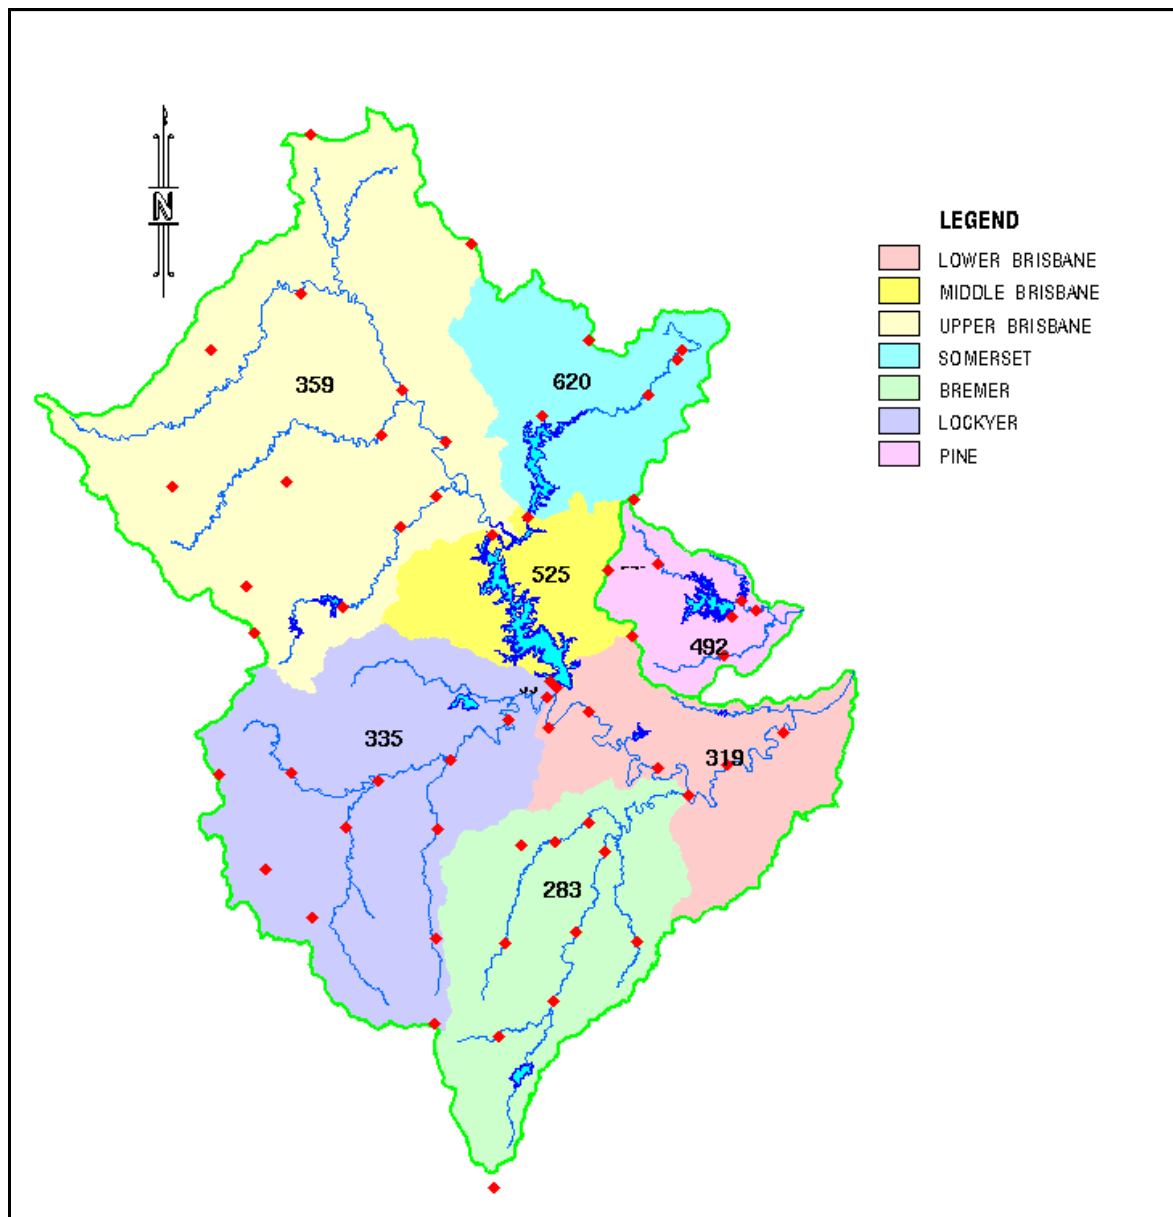 N
LEGEND
LOWER BRISBANE
MIDDLE BRISBANE
UPPER BRISBANE
SOMERSET
BREMER
LOCKYER
PINE
359
620
525
492
335
319
283